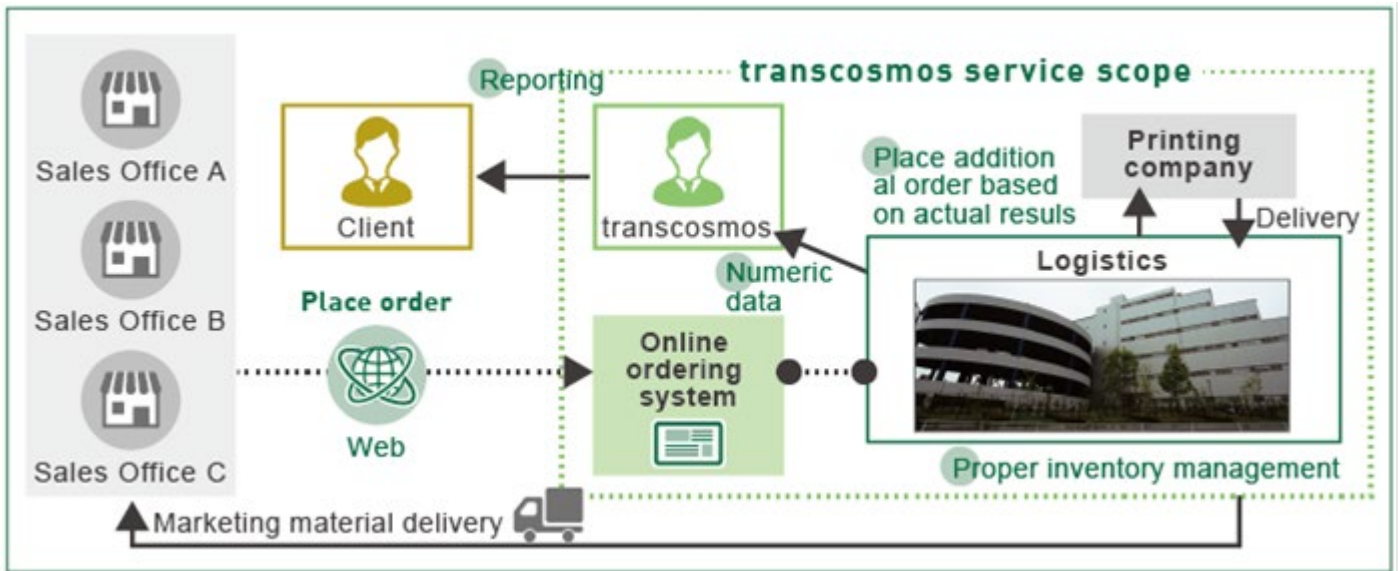 Sales Office A
Sales Office B
Sales Office C
Reporting
transcosmos service scope
Client
transcosmos
Place addition
al order based
on actual resuls
Printing
company
Delivery
Numeric
data
Logistics
Place order
Web
Online
ordering
system
Proper inventory management
Marketing material delivery